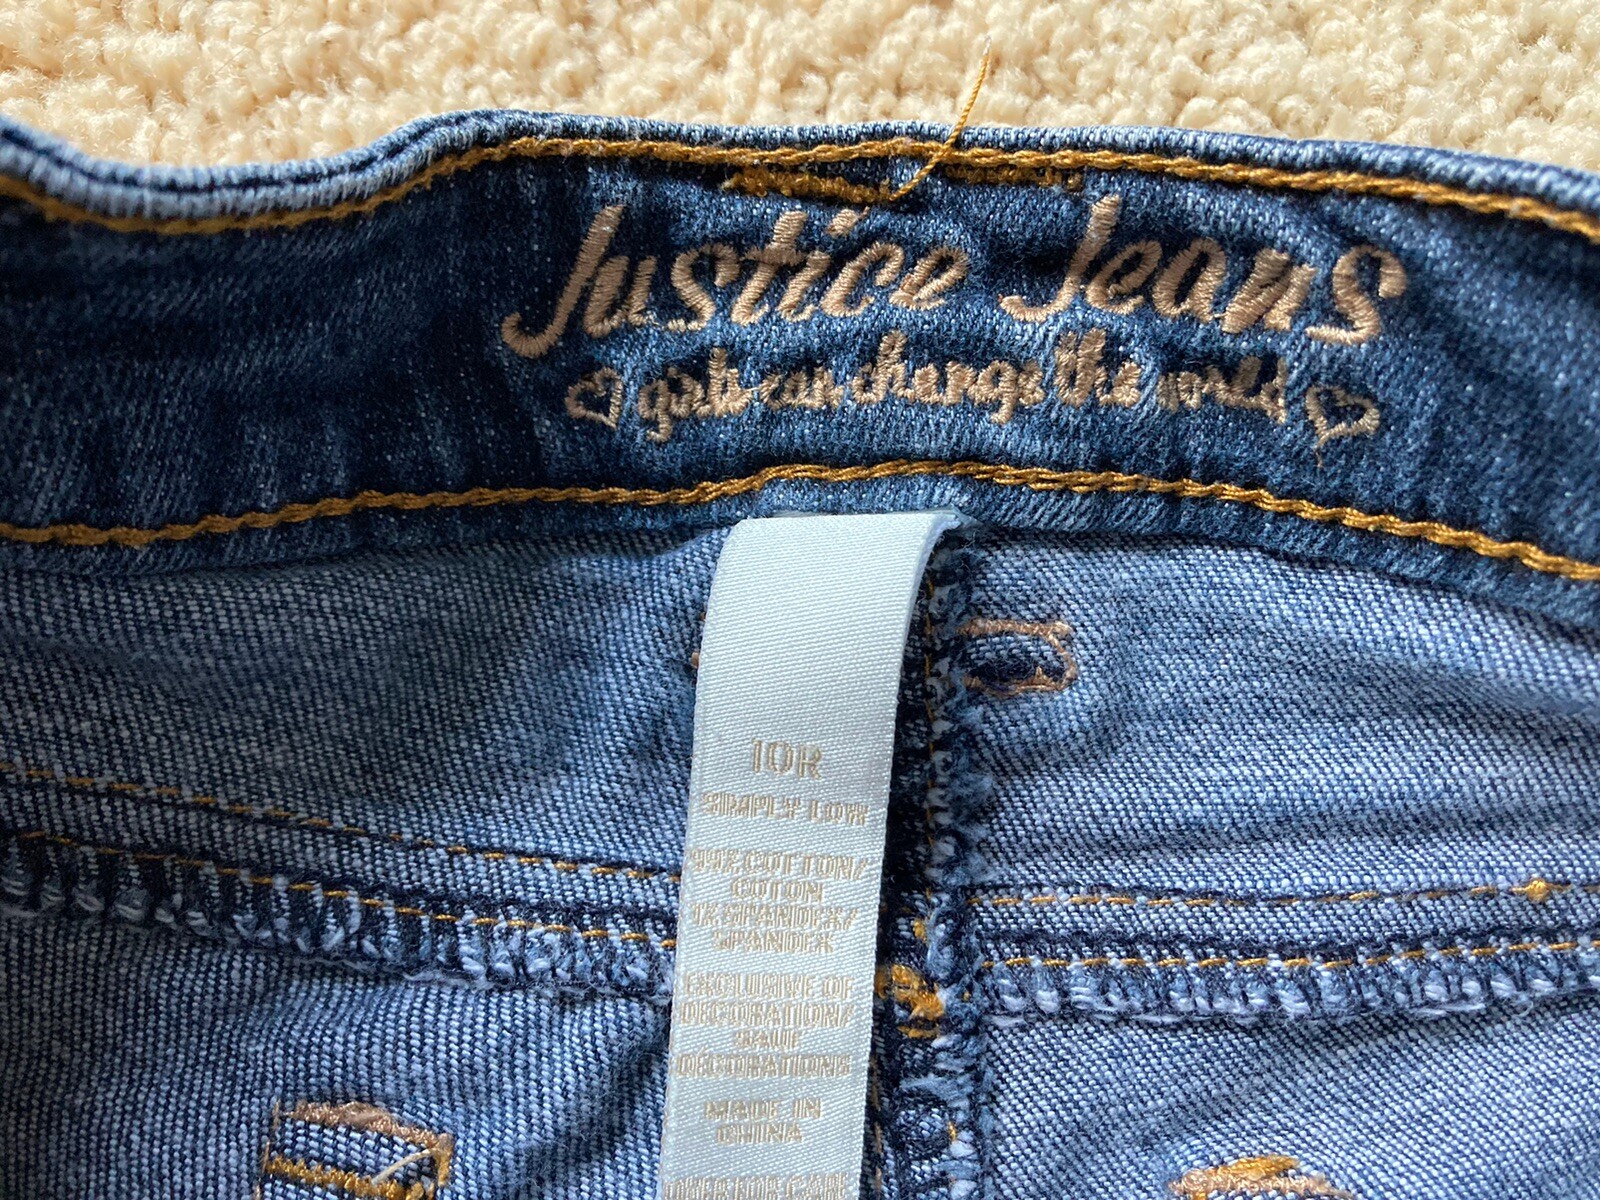 Justice Jeans
girls can change the world
10R
SIMPLY LOW
99% COTTON/
COTON
1% SPANDEX/
SPANDEX
EXCLUSIVE OF
DECORATION/
SAUF
DÉCORATIONS
MADE IN
CHINA